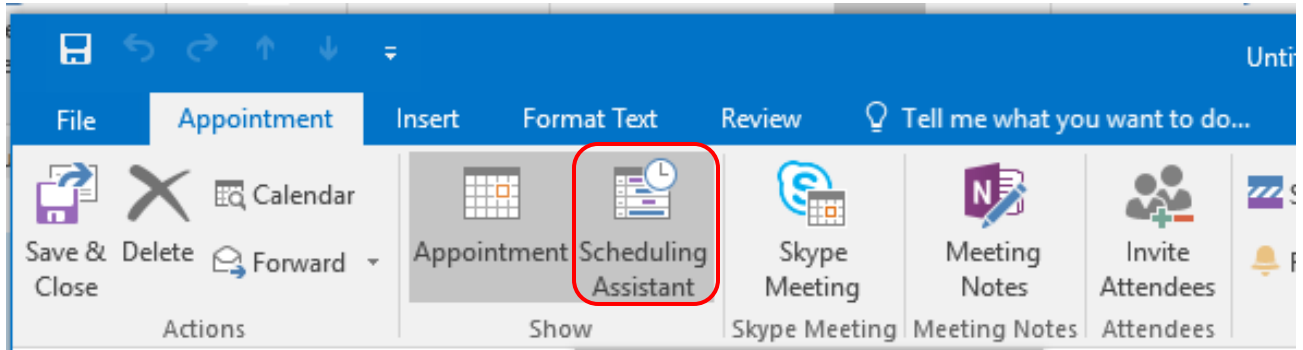 Unti
File Appointment Insert Format Text Review Tell me what you want to do...
Calendar
Save & Close
Delete
Forward
Appointment
Scheduling Assistant
Skype Meeting
Meeting Notes
Invite Attendees
Actions Show Skype Meeting Meeting Notes Attendees